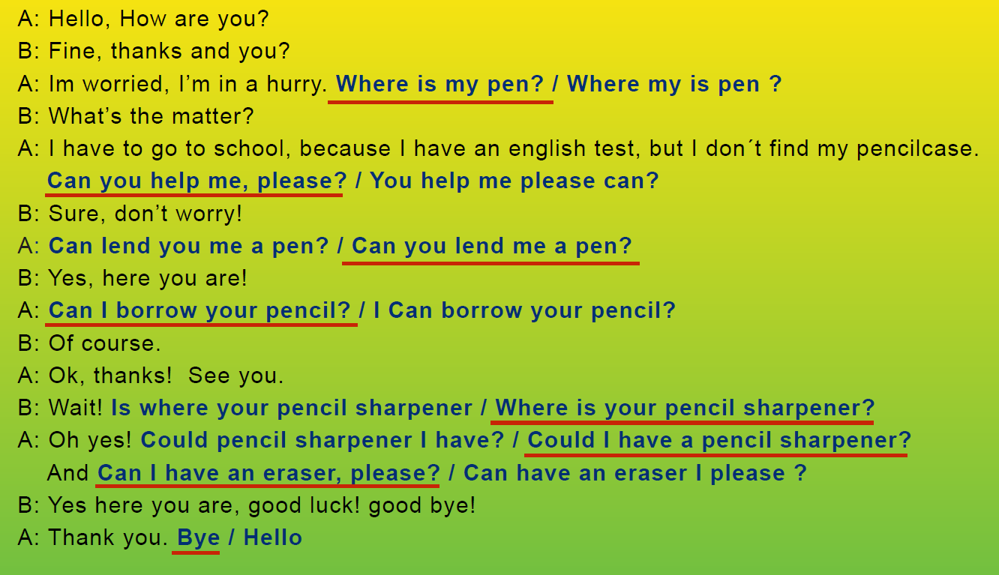 A: Hello, How are you?
B: Fine, thanks and you?
A: Im worried, I’m in a hurry. Where is my pen? / Where my is pen ?
B: What’s the matter?
A: I have to go to school, because I have an english test, but I don´t find my pencilcase.
Can you help me, please? / You help me please can?
B: Sure, don’t worry!
A: Can lend you me a pen? / Can you lend me a pen?
B: Yes, here you are!
A: Can I borrow your pencil? / I Can borrow your pencil?
B: Of course.
A: Ok, thanks!  See you.
B: Wait! Is where your pencil sharpener / Where is your pencil sharpener?
A: Oh yes! Could pencil sharpener I have? / Could I have a pencil sharpener?
And Can I have an eraser, please? / Can have an eraser I please ?
B: Yes here you are, good luck! good bye!
A: Thank you. Bye / Hello